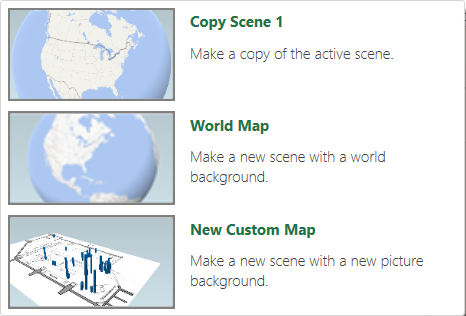 Copy Scene 1
Make a copy of the active scene.
World Map
Make a new scene with a world
background.
New Custom Map
Make a new scene with a new picture
background.